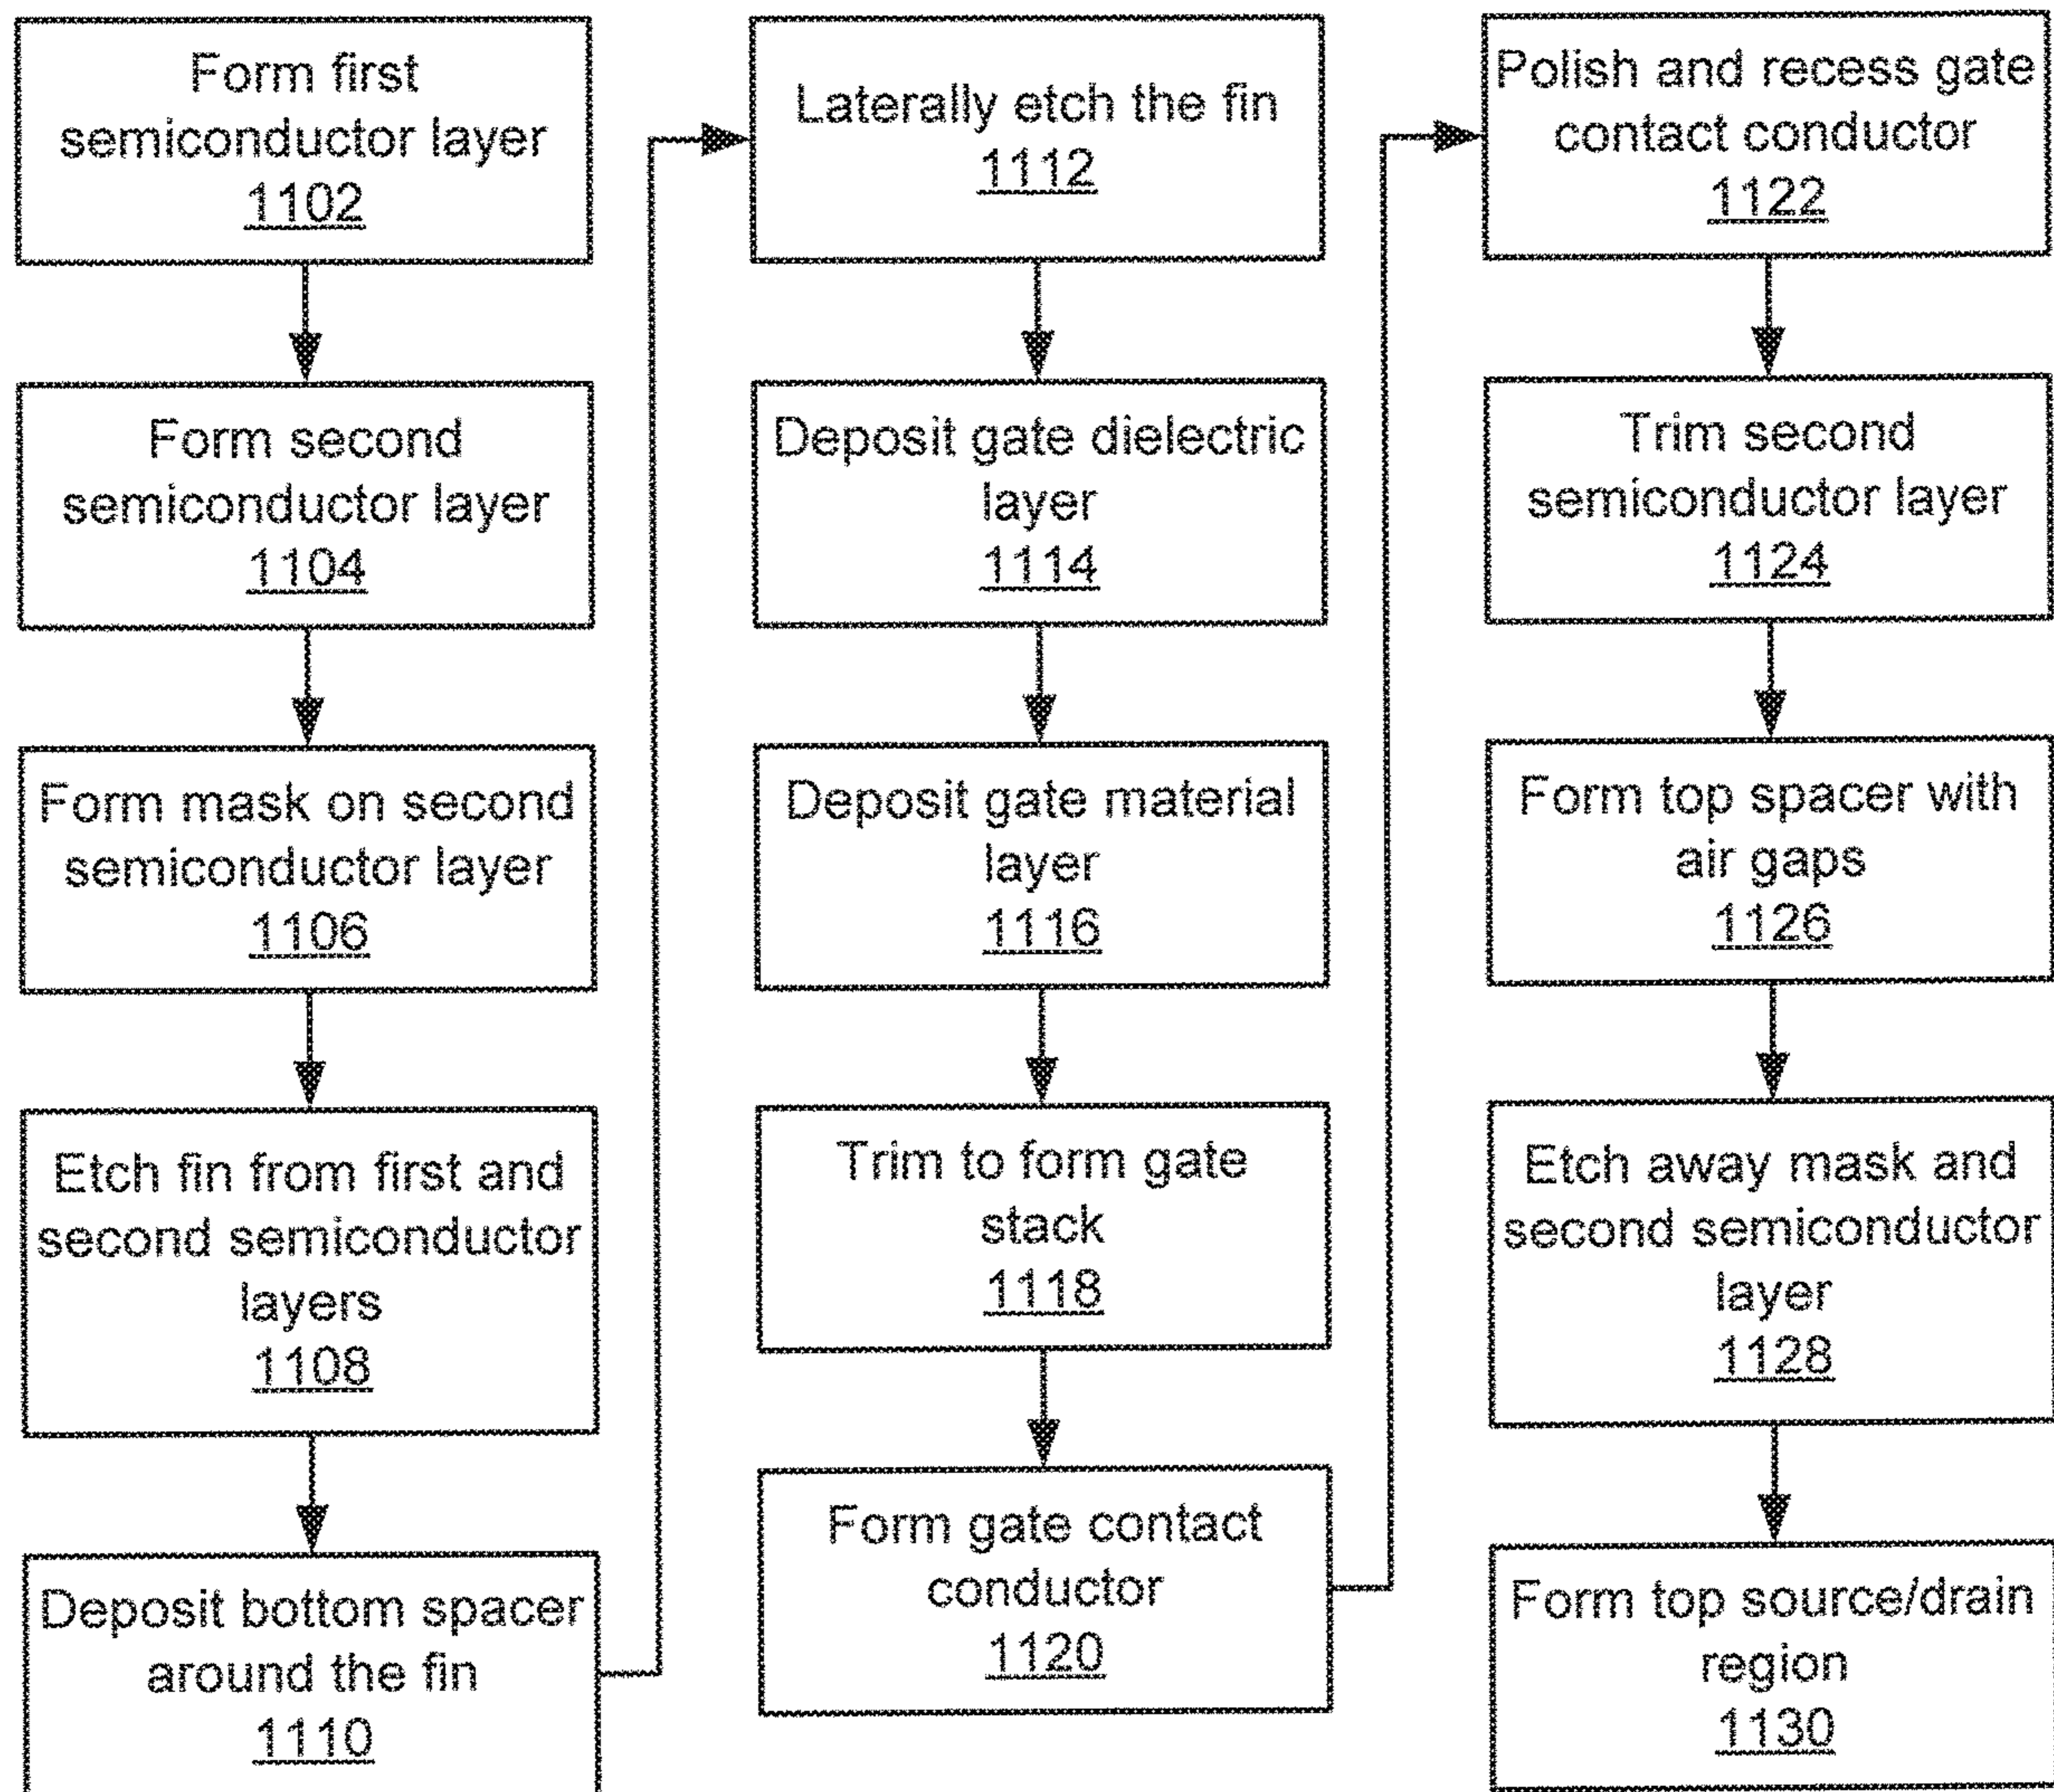 Form first
semiconductor layer
1102
Form second
semiconductor layer
1104
Form mask on second
semiconductor layer
1106
Etch fin from first and
second semiconductor
layers
1108
Deposit bottom spacer
around the fin
1110
Laterally etch the fin
1112
Deposit gate dielectric
layer
1114
Deposit gate material
layer
1116
Trim to form gate
stack
1118
Form gate contact
conductor
1120
Polish and recess gate
contact conductor
1122
Trim second
semiconductor layer
1124
Form top spacer with
air gaps
1126
Etch away mask and
second semiconductor
layer
1128
Form top source/drain
region
1130